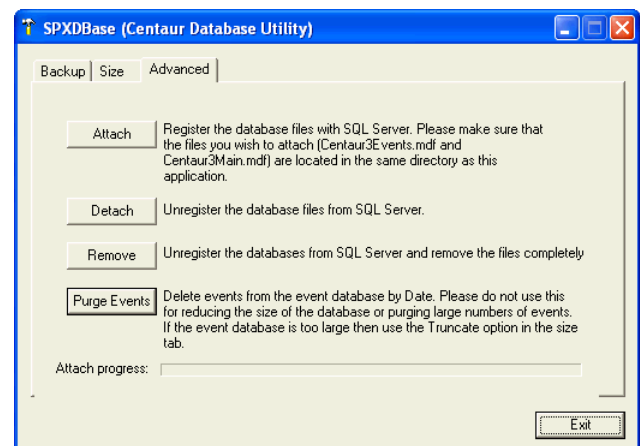 SPXDBase (Centaur Database Utility)
Backup Size Advanced
Attach
Register the database files with SQL Server. Please make sure that
the files you wish to attach (Centaur3Events.mdf and
Centaur3Main.mdf) are located in the same directory as this
application.
Detach
Unregister the database files from SQL Server.
Remove
Unregister the databases from SQL Server and remove the files completely
Purge Events
Delete events from the event database by Date. Please do not use this
for reducing the size of the database or purging large numbers of events.
If the event database is too large then use the Truncate option in the size
tab.
Attach progress:
Exit